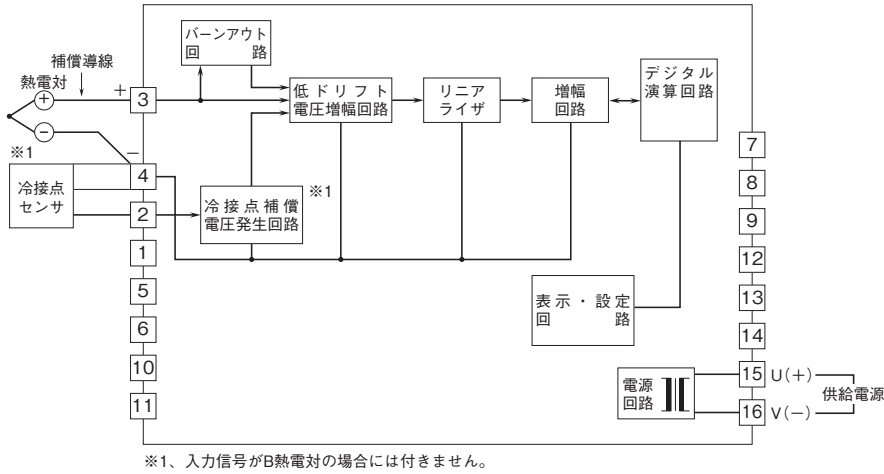 バーンアウト
回 路
補償導線
熱電対
+
+
3
低ドリフト
電圧増幅回路
リニア
ライザ
増幅
回路
デジタル
演算回路
−
−
※1
4
冷接点
センサ
2
冷接点補償
電圧発生回路
※1
1
5
6
10
11
7
8
9
12
13
14
表示・設定
回 路
電源
回路
15 U(+)
16 V(−)
供給電源
※1、入力信号がB熱電対の場合には付きません。